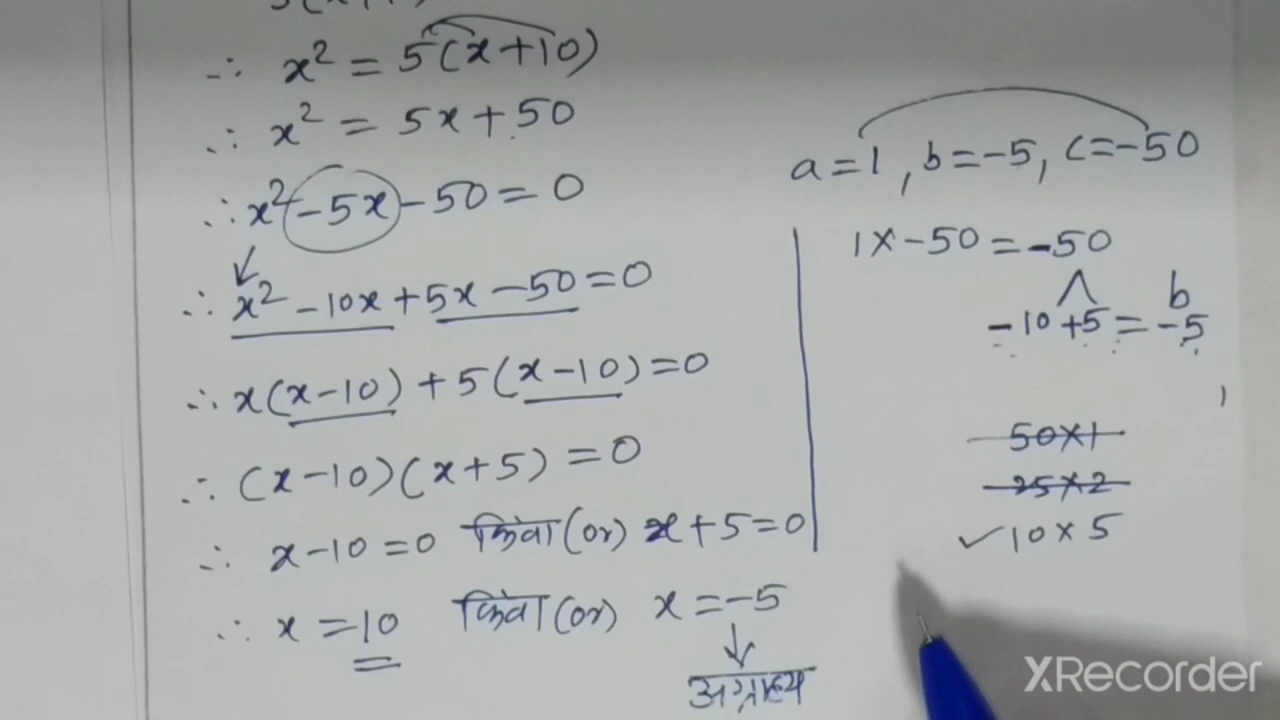 ∴ x² = 5(x+10)
∴ x² = 5x+50
∴ x²-5x-50=0
∴ x²-10x+5x-50=0
∴ x(x-10)+5(x-10)=0
∴ (x-10)(x+5)=0
∴ x-10=0 किंवा (or) x+5=0
∴ x=10 किंवा (or) x=-5
अग्राह्य
a=1, b=-5, c=-50
1×-50=-50
b
-10+5=-5
50×1
25×2
✓10×5
XRecorder